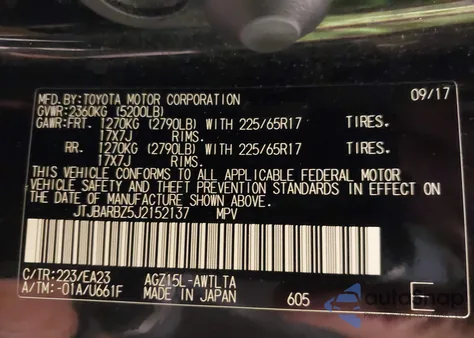 MFD.BY:TOYOTA MOTOR CORPORATION 09/17
GVWR:2360KG (5200LB)
GAWR:FRT. 1270KG (2790LB) WITH 225/65R17 TIRES.
17X7J RIMS.
RR. 1270KG (2790LB) WITH 225/65R17 TIRES.
17X7J RIMS.
THIS VEHICLE CONFORMS TO ALL APPLICABLE FEDERAL MOTOR
VEHICLE SAFETY AND THEFT PREVENTION STANDARDS IN EFFECT ON
THE DATE OF MANUFACTURE SHOWN ABOVE.
JTJBARBZ5J2152137 MPV
C/TR:223/EA23 AGZ15L-AWTLTA
A/TM:-01A/U661F MADE IN JAPAN 605 E
autosnap